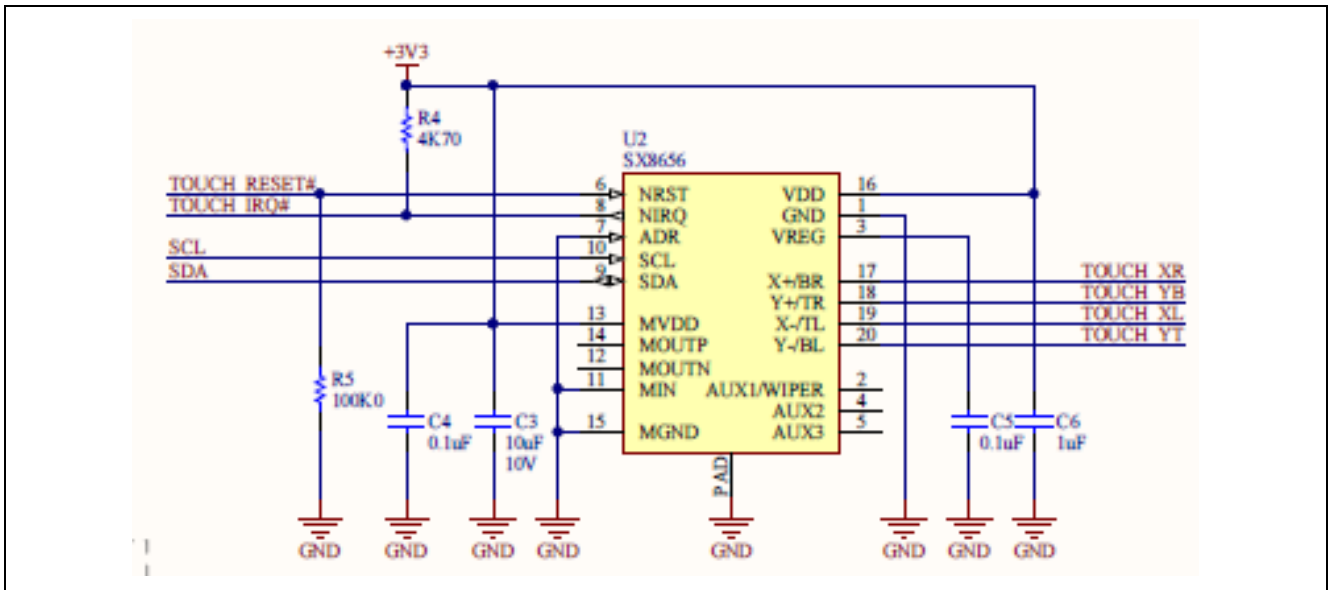 +3V3
R4
4K70
U2
SX8656
TOUCH RESET#
TOUCH IRQ#
SCL
SDA
6 NRST
8 NIRQ
7 ADR
10 SCL
9 SDA
13 MVDD
14 MOUTP
12 MOUTN
11 MIN
15 MGND
VDD 16
GND 1
VREG 3
X+/BR 17
Y+/TR 18
X-/TL 19
Y-/BL 20
AUX1/WIPER 2
AUX2 4
AUX3 5
PAD
TOUCH XR
TOUCH YB
TOUCH XL
TOUCH YT
R5
100K0
C4
0.1uF
C3
10uF
10V
C5
0.1uF
C6
1uF
GND
GND
GND
GND
GND
GND
GND
GND